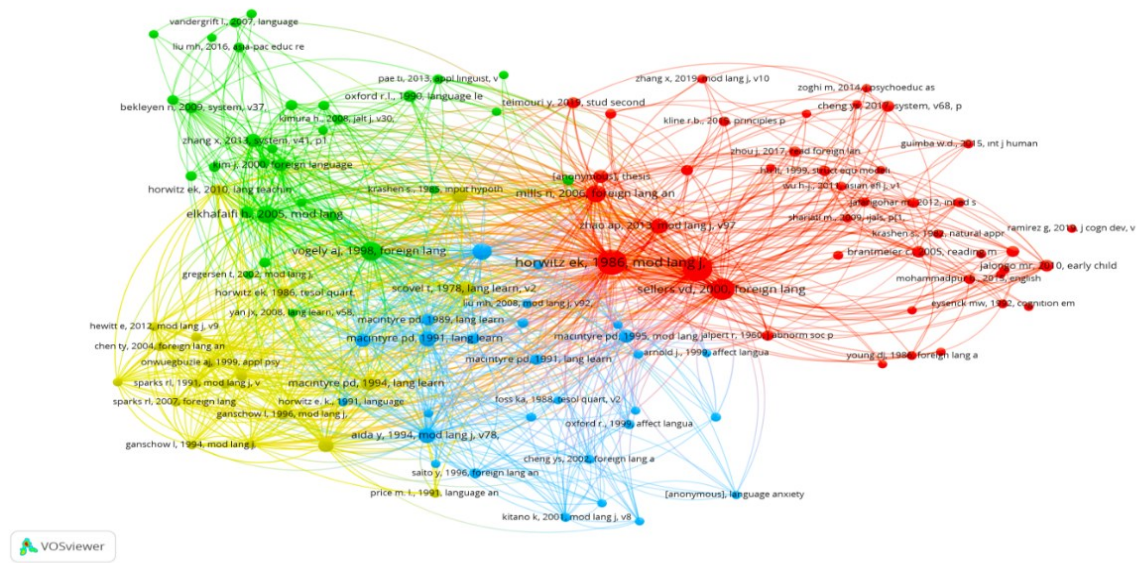 vandergrift l., 2007, language
liu mh, 2016, asia-pac educ re
pae ti, 2013, appl linguist, v
zhang x, 2019, mod lang j, v10
zoghi m, 2014, j psychoeduc as
bekleyen n, 2009, system, v37,
oxford r.l., 1990, language le
teimouri y, 2019, stud second
cheng ys, 2017, system, v68, p
kimura h, 2008, jalt j, v30,
kline r.b., 2005, principles p
zhang x, 2013, system, v41, p1
guimba w.d., 2015, int j human
zhou j, 2017, read foreign lan
kim j, 2000, foreign language
[anonymous], thesis
hu lt, 1999, struct equ model
horwitz ek, 2010, lang teachin
krashen s., 1985, input hypoth
mills n, 2006, foreign lang an
wu h-j, 2011, asian efl j, v1
jafarigohar m, 2012, int ed s
elkhafaifi h., 2005, mod lang
shariati m., 2009, ijals, p(1,
zhao ap, 2013, mod lang j, v97
krashen s., 1982, natural appr
ramirez g, 2019, j cogn dev, v
vogely aj, 1998, foreign lang
horwitz ek, 1986, mod lang j,
brantmeier c, 2005, reading m
jalongo mr, 2010, early child
gregersen t, 2002, mod lang j,
mohammadpur b, 2015, english
scovel t, 1978, lang learn, v2
sellers vd, 2000, foreign lang
horwitz ek, 1986, tesol quart,
liu mh, 2008, mod lang j, v92,
eysenck mw, 1992, cognition em
yan jx, 2008, lang learn, v58,
macintyre pd, 1989, lang learn
hewitt e, 2012, mod lang j, v9
macintyre pd, 1991, lang learn
macintyre pd, 1995, mod lang j
alpert r, 1960, j abnorm soc p
chen ty, 2004, foreign lang an
arnold j., 1999, affect langua
young dj, 1986, foreign lang a
onwuegbuzie aj, 1999, appl psy
macintyre pd, 1991, lang learn
sparks rl, 1991, mod lang j, v
macintyre pd, 1994, lang learn
sparks rl, 2007, foreign lang
horwitz e. k., 1991, language
foss ka, 1988, tesol quart, v2
ganschow l, 1996, mod lang j,
oxford r., 1999, affect langua
aida y, 1994, mod lang j, v78,
ganschow l, 1994, mod lang j,
cheng ys, 2002, foreign lang a
saito y, 1996, foreign lang an
price m. l., 1991, language an
[anonymous], language anxiety
kitano k, 2001, mod lang j, v8
VOSviewer